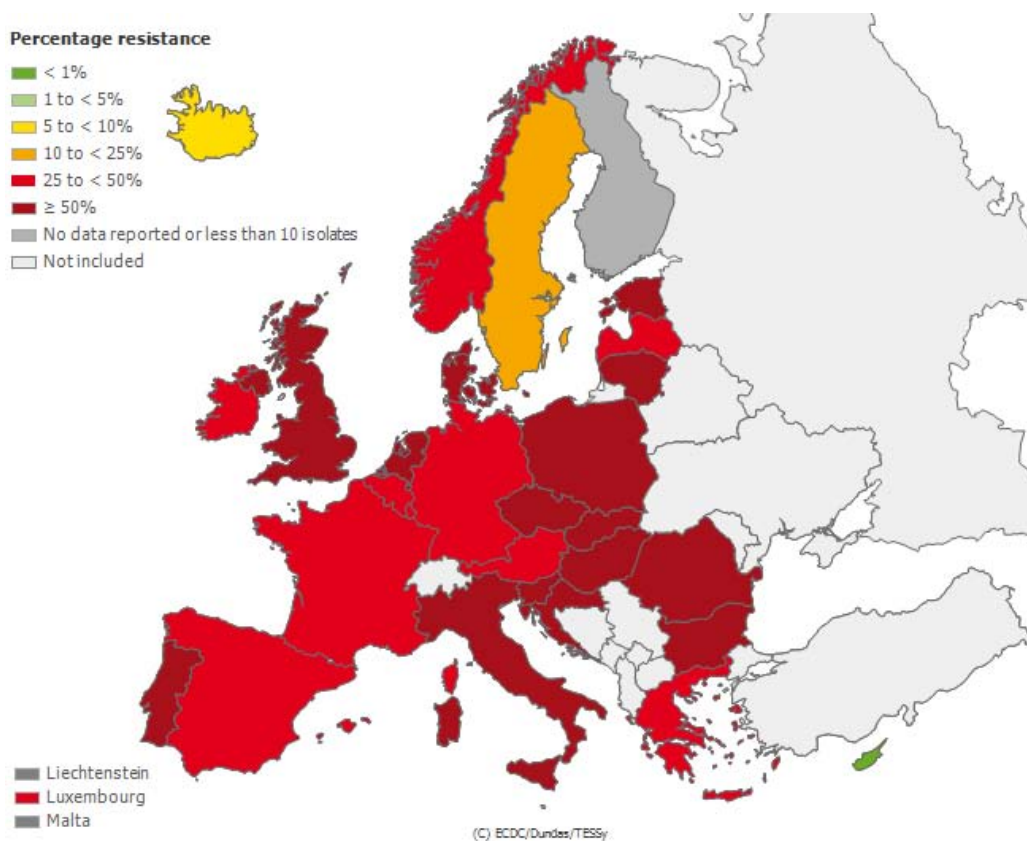 Percentage resistance
< 1%
1 to < 5%
5 to < 10%
10 to < 25%
25 to < 50%
≥ 50%
No data reported or less than 10 isolates
Not included
Liechtenstein
Luxembourg
Malta
(C) ECDC/Dundas/TESSy